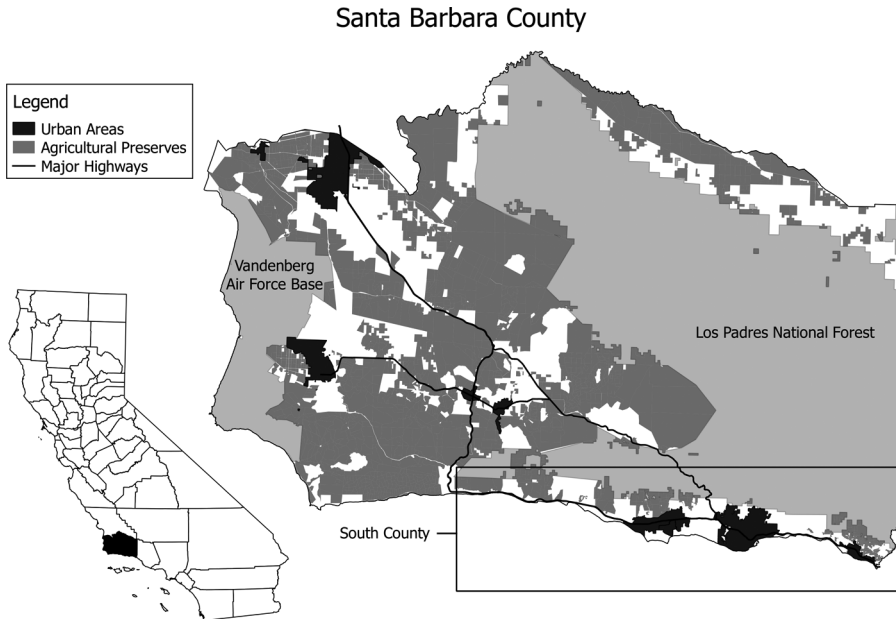 Santa Barbara County
Legend
Urban Areas
Agricultural Preserves
Major Highways
Vandenberg
Air Force Base
Los Padres National Forest
South County